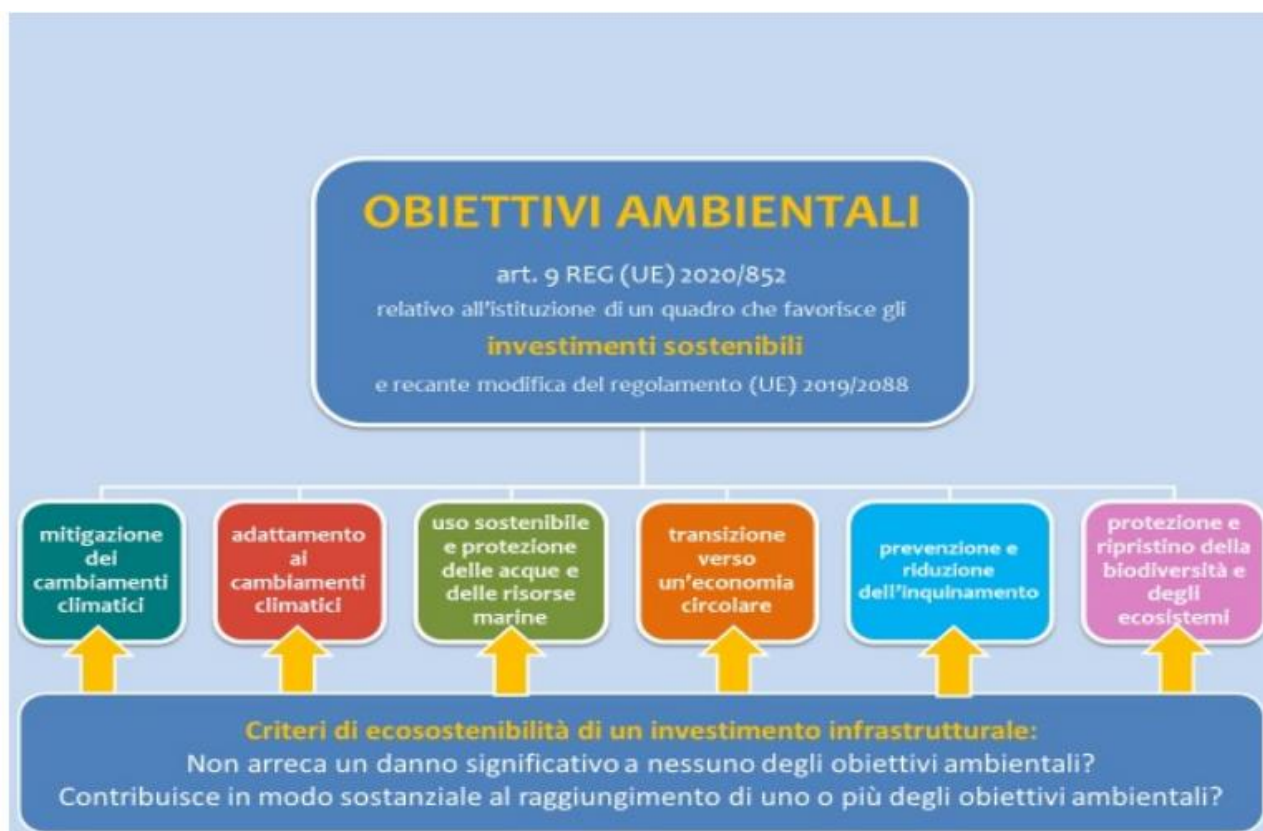 OBIETTIVI AMBIENTALI
art. 9 REG (UE) 2020/852
relativo all'istituzione di un quadro che favorisce gli
investimenti sostenibili
e recante modifica del regolamento (UE) 2019/2088
mitigazione
dei
cambiamenti
climatici
adattamento
ai
cambiamenti
climatici
uso sostenibile
e protezione
delle acque e
delle risorse
marine
transizione
verso
un'economia
circolare
prevenzione e
riduzione
dell'inquinamento
protezione e
ripristino della
biodiversità e
degli
ecosistemi
Criteri di ecosostenibilità di un investimento infrastrutturale:
Non arreca un danno significativo a nessuno degli obiettivi ambientali?
Contribuisce in modo sostanziale al raggiungimento di uno o più degli obiettivi ambientali?